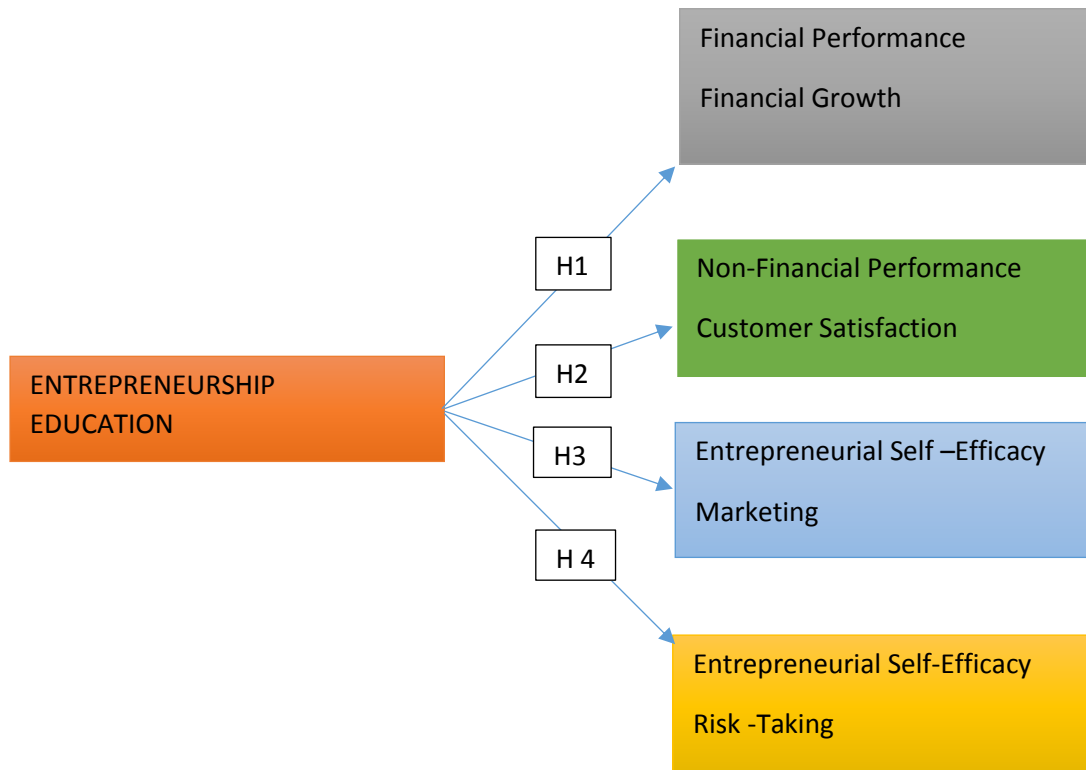 Financial Performance
Financial Growth
H1
Non-Financial Performance
Customer Satisfaction
H2
ENTREPRENEURSHIP
EDUCATION
H3
Entrepreneurial Self –Efficacy
Marketing
H 4
Entrepreneurial Self-Efficacy
Risk -Taking